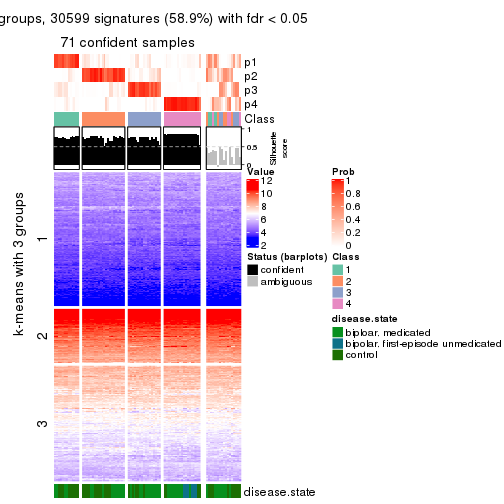 groups, 30599 signatures (58.9%) with fdr < 0.05
71 confident samples
p1
p2
p3
p4
Class
1
0.5
0
Silhouette
score
k-means with 3 groups
1
2
3
Value
12
10
8
6
4
2
Prob
1
0.8
0.6
0.4
0.2
0
Status (barplots)
confident
ambiguous
Class
1
2
3
4
disease.state
biploar. medicated
bipolar. first-episode unmedicated
control
disease.state